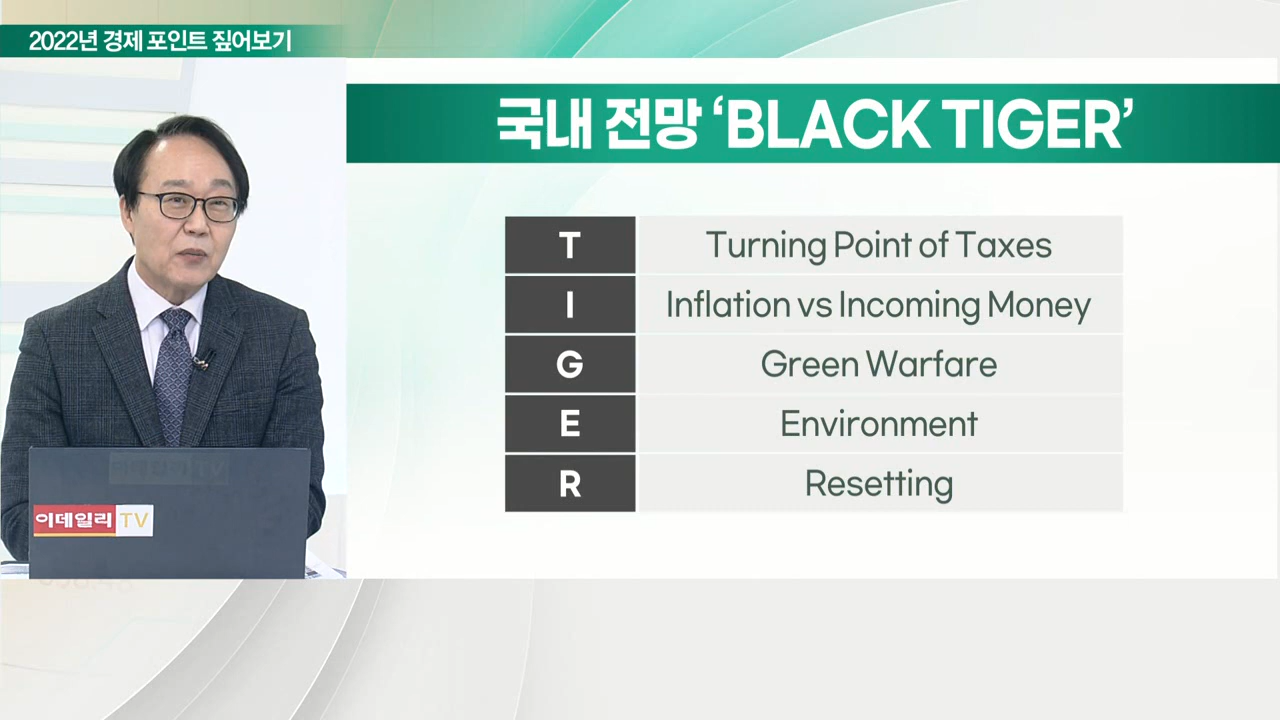 2022년 경제 포인트 짚어보기
국내 전망 ‘BLACK TIGER’
T Turning Point of Taxes
I Inflation vs Incoming Money
G Green Warfare
E Environment
R Resetting
이데일리TV